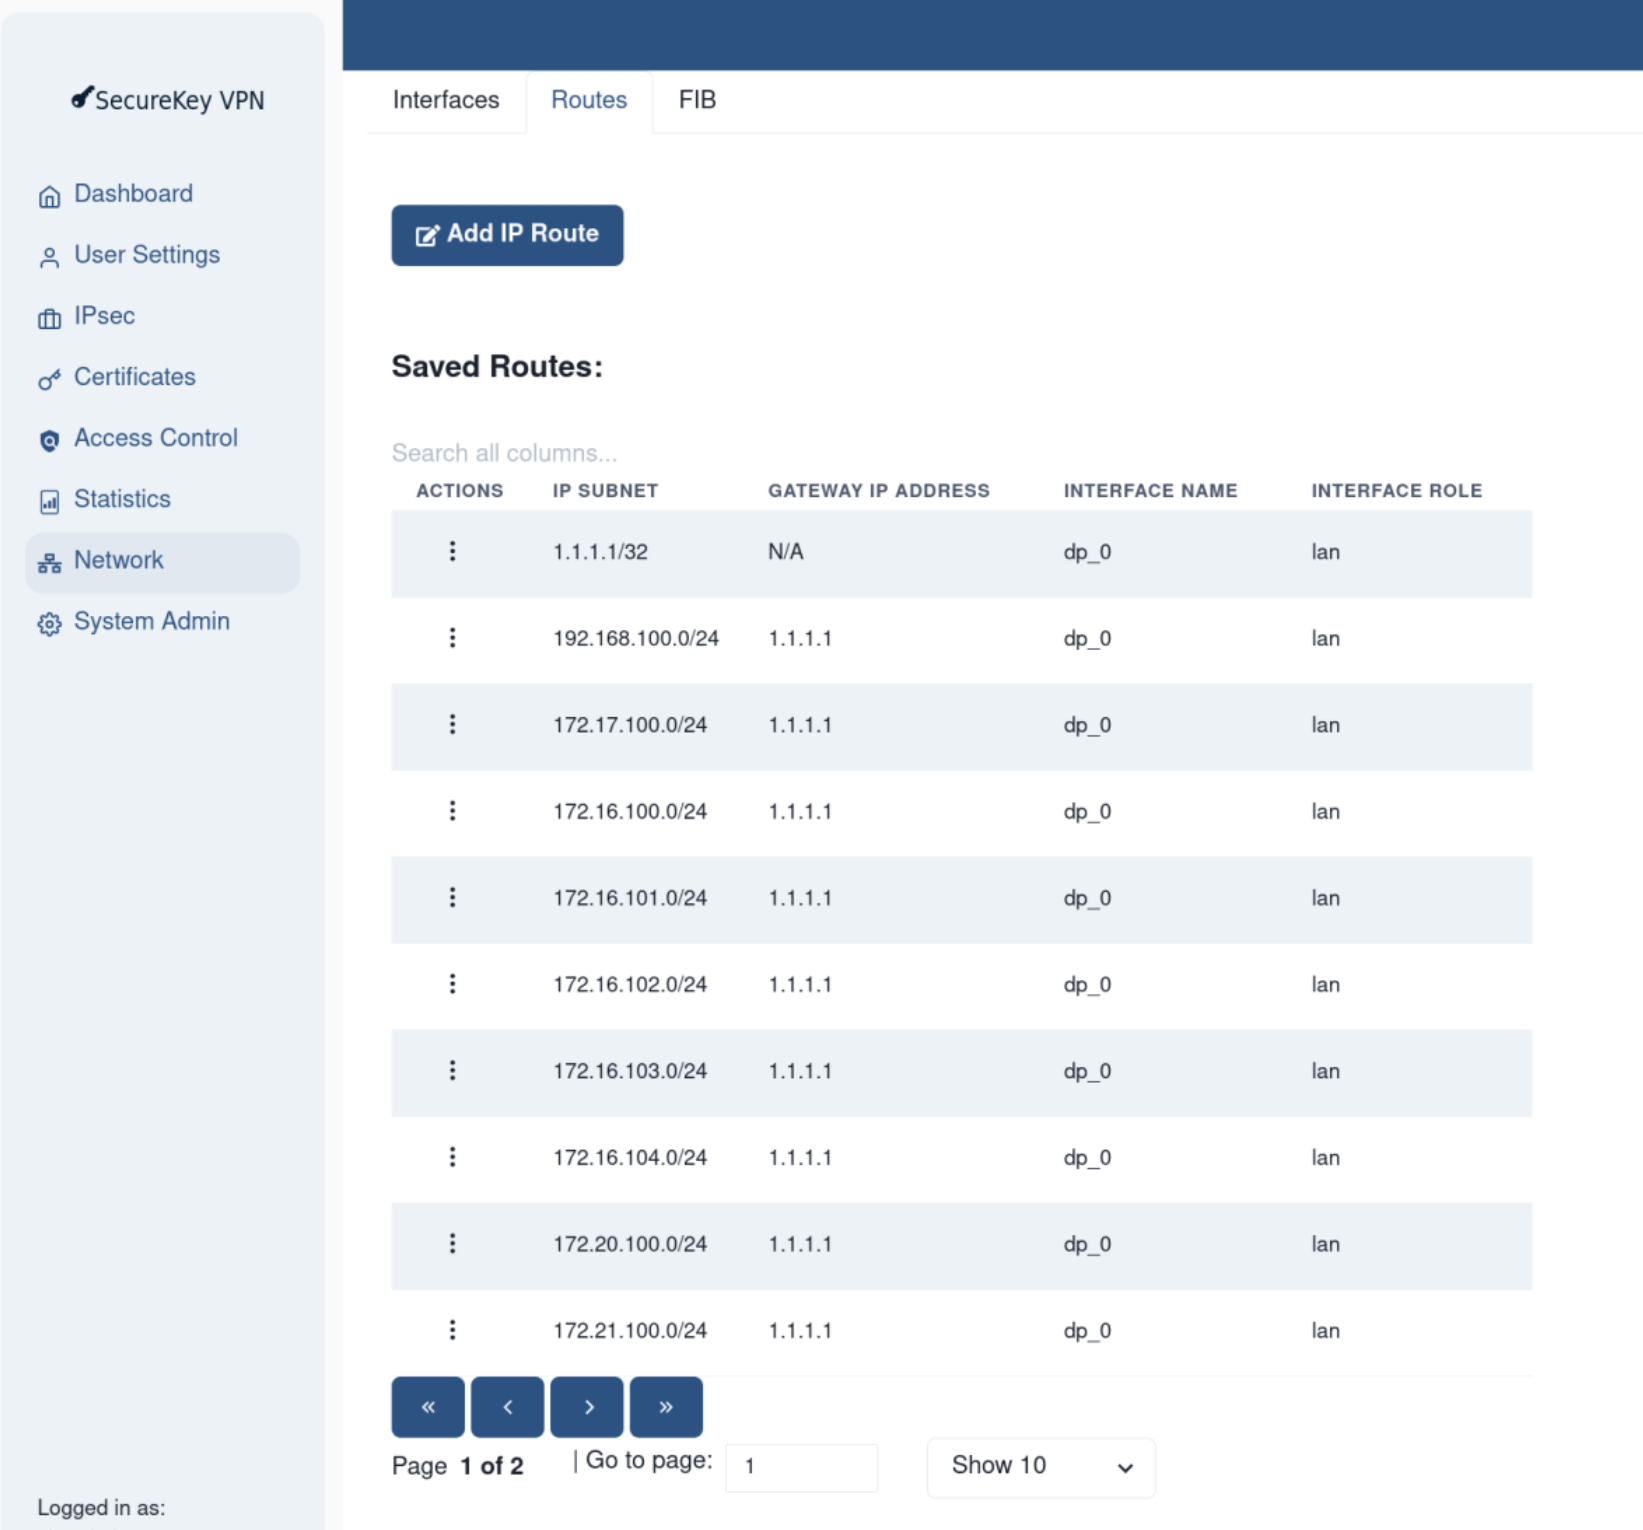 SecureKey VPN
Dashboard
User Settings
IPsec
Certificates
Access Control
Statistics
Network
System Admin
Logged in as:
Interfaces Routes FIB
Add IP Route
Saved Routes:
Search all columns...
ACTIONS IP SUBNET GATEWAY IP ADDRESS INTERFACE NAME INTERFACE ROLE
1.1.1.1/32 N/A dp_0 lan
192.168.100.0/24 1.1.1.1 dp_0 lan
172.17.100.0/24 1.1.1.1 dp_0 lan
172.16.100.0/24 1.1.1.1 dp_0 lan
172.16.101.0/24 1.1.1.1 dp_0 lan
172.16.102.0/24 1.1.1.1 dp_0 lan
172.16.103.0/24 1.1.1.1 dp_0 lan
172.16.104.0/24 1.1.1.1 dp_0 lan
172.20.100.0/24 1.1.1.1 dp_0 lan
172.21.100.0/24 1.1.1.1 dp_0 lan
« ‹ › »
Page 1 of 2 | Go to page: 1 Show 10